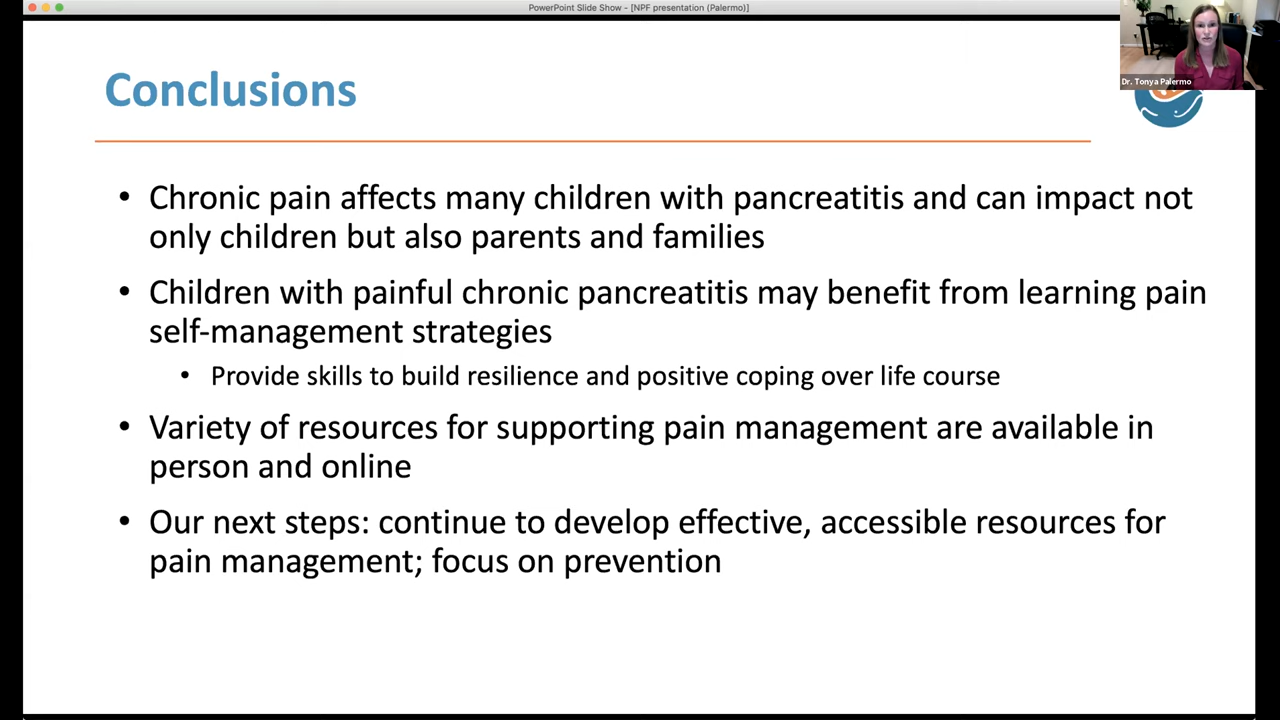 PowerPoint Slide Show - [NPF presentation (Palermo)]
Dr. Tonya Palermo
Conclusions
• Chronic pain affects many children with pancreatitis and can impact not
only children but also parents and families
• Children with painful chronic pancreatitis may benefit from learning pain
self-management strategies
• Provide skills to build resilience and positive coping over life course
• Variety of resources for supporting pain management are available in
person and online
• Our next steps: continue to develop effective, accessible resources for
pain management; focus on prevention